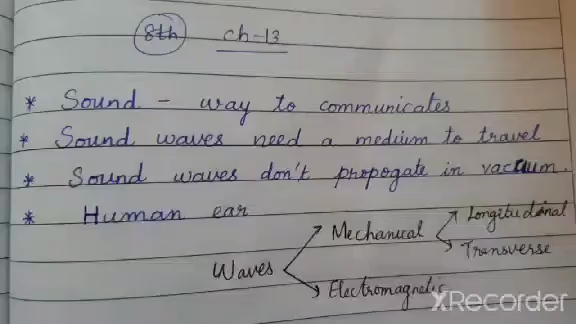 8th ch-13
* Sound - way to communicates
* Sound waves need a medium to travel
* Sound waves don't propogate in vacuum.
* Human ear
Longitudinal
Mechanical
Transverse
Waves
Electromagnetic
XRecorder